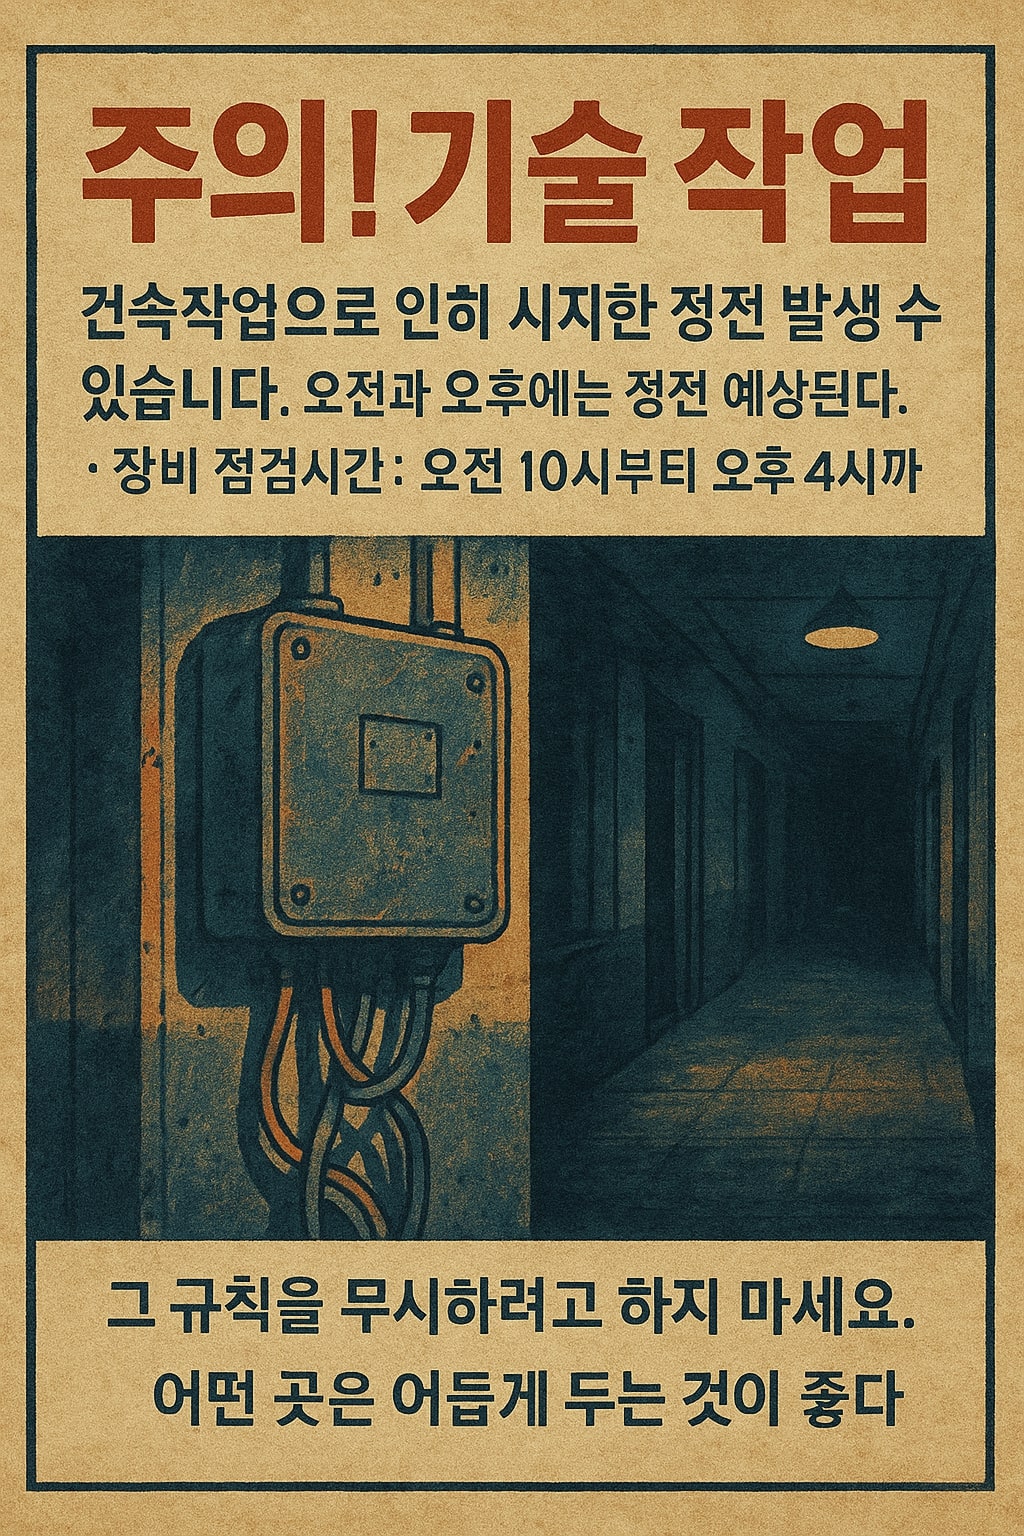 주의! 기술 작업
건속작업으로 인히 시지한 정전 발생 수
있습니다. 오전과 오후에는 정전 예상된다.
· 장비 점검시간: 오전 10시부터 오후 4시까
그 규칙을 무시하려고 하지 마세요.
어떤 곳은 어둡게 두는 것이 좋다